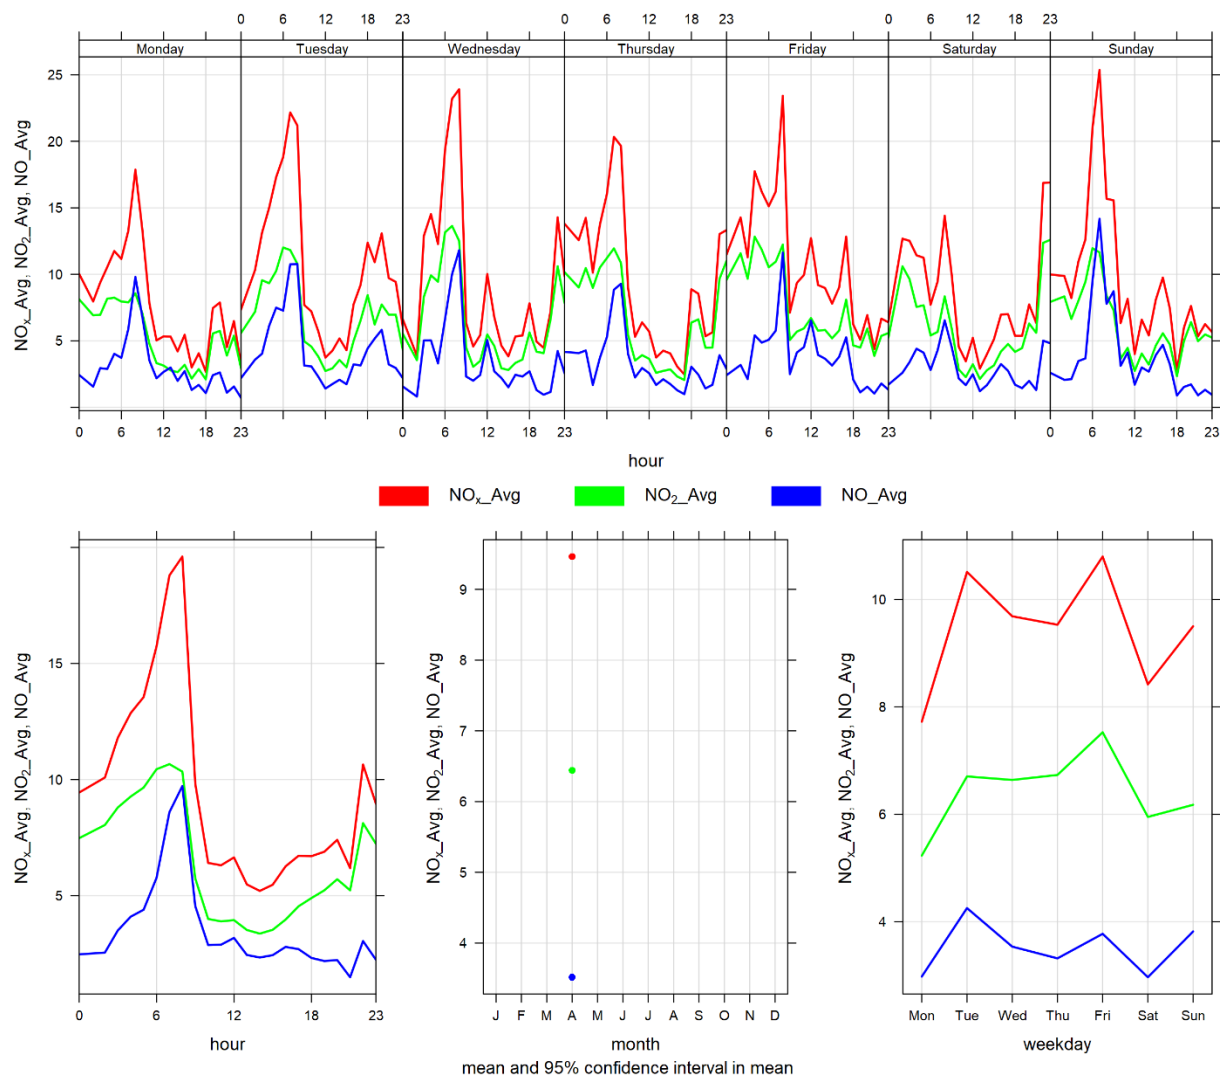 0 6 12 18 23 0 6 12 18 23 0 6 12 18 23
Monday Tuesday Wednesday Thursday Friday Saturday Sunday
25
20
15
10
5
NOₓ_Avg, NO₂_Avg, NO_Avg
0 6 12 18 23 0 6 12 18 23 0 6 12 18 23 0 6 12 18 23
hour
NOₓ_Avg NO₂_Avg NO_Avg
15
10
5
NOₓ_Avg, NO₂_Avg, NO_Avg
0 6 12 18 23
hour
9
8
7
6
5
4
NOₓ_Avg, NO₂_Avg, NO_Avg
J F M A M J J A S O N D
month
10
8
6
4
NOₓ_Avg, NO₂_Avg, NO_Avg
Mon Tue Wed Thu Fri Sat Sun
weekday
mean and 95% confidence interval in mean